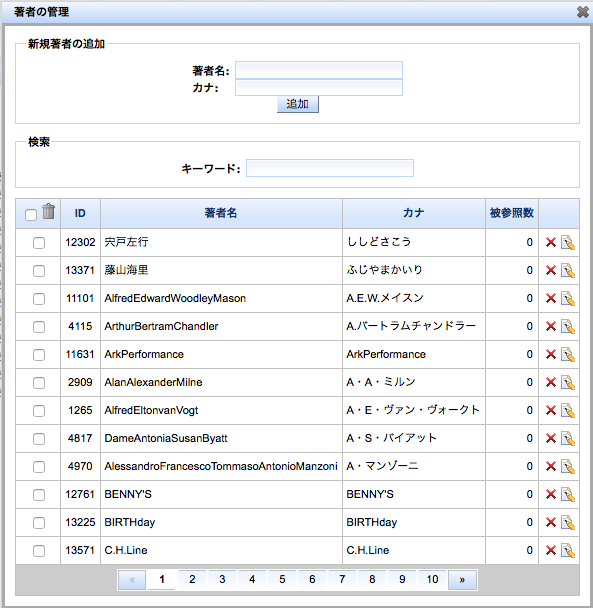 著者の管理
新規著者の追加
著者名:
カナ:
追加
検索
キーワード:
ID 著者名 カナ 被参照数
12302 宍戸左行 ししどさこう 0
13371 藤山海里 ふじやまかいり 0
11101 AlfredEdwardWoodleyMason A.E.W.メイスン 0
4115 ArthurBertramChandler A.バートラムチャンドラー 0
11631 ArkPerformance ArkPerformance 0
2909 AlanAlexanderMilne A・A・ミルン 0
1265 AlfredEltonvanVogt A・E・ヴァン・ヴォークト 0
4817 DameAntoniaSusanByatt A・S・バイアット 0
4970 AlessandroFrancescoTommasoAntonioManzoni A・マンゾーニ 0
12761 BENNY'S BENNY'S 0
13225 BIRTHday BIRTHday 0
13571 C.H.Line C.H.Line 0
« 1 2 3 4 5 6 7 8 9 10 »